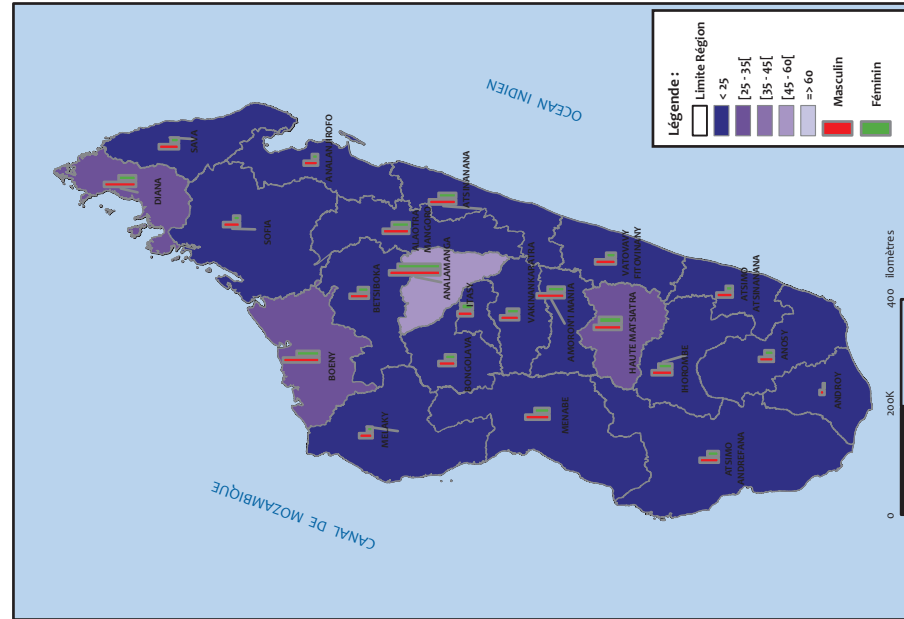 CANAL DE MOZAMBIQUE
OCEAN INDIEN
DIANA
SAVA
SOFIA
ANALANJIROFO
BOENY
BETSIBOKA
MELAKY
ALAOTRA
MANGORO
ATSINANANA
ANALAMANGA
BONGOLAVA
ITASY
VAKINANKARATRA
MENABE
AMORON'I MANIA
VATOVAVY
FITOVINANY
HAUTE MATSIATRA
IHOROMBE
ATSIMO
ATSINANANA
ATSIMO
ANDREFANA
ANOSY
ANDROY
Légende :
Limite Région
< 25
[25 - 35[
[35 - 45[
[45 - 60[
=> 60
Masculin
Féminin
0
200K
400
ilomètres